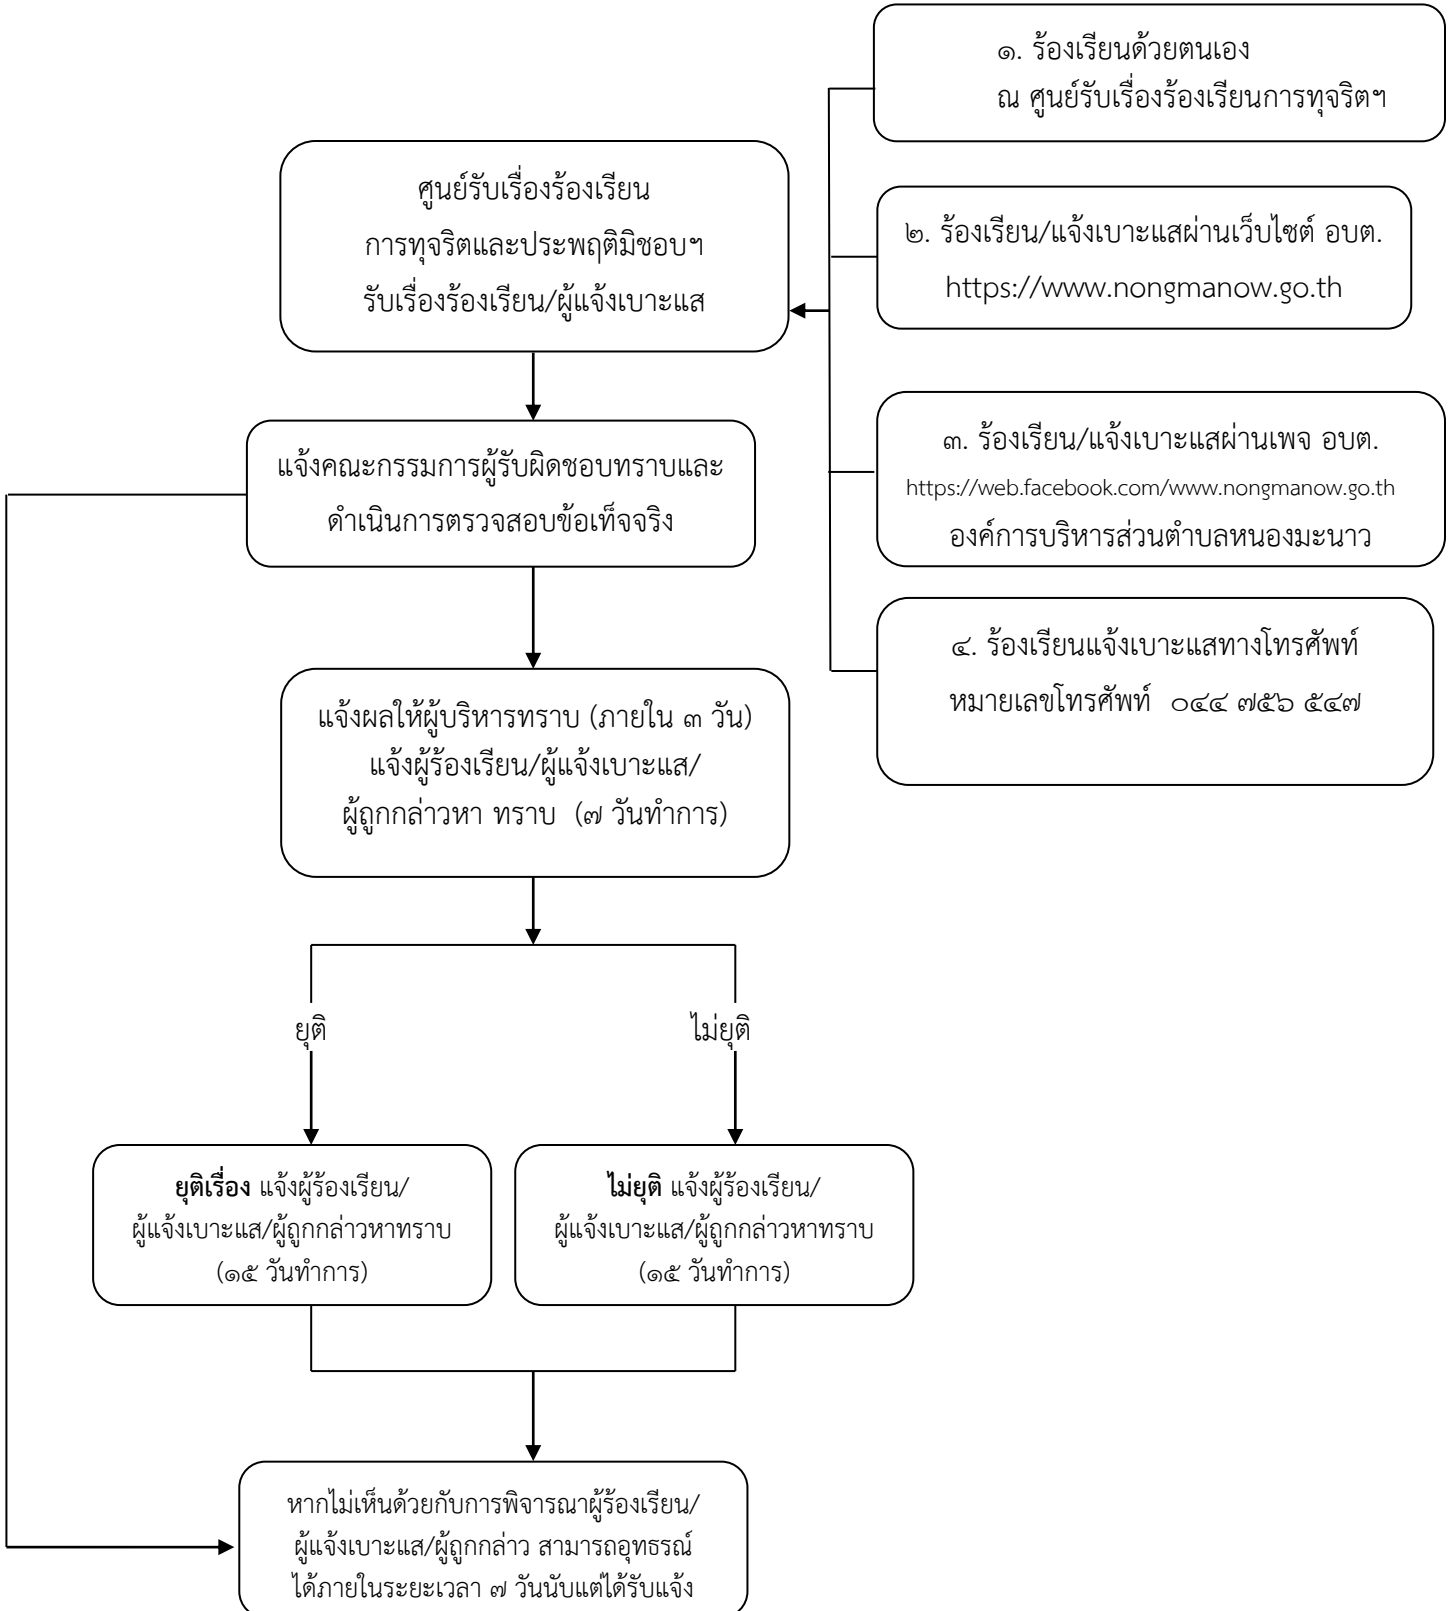 ๑. ร้องเรียนด้วยตนเอง
ณ ศูนย์รับเรื่องร้องเรียนการทุจริตฯ
ศูนย์รับเรื่องร้องเรียน
การทุจริตและประพฤติมิชอบฯ
รับเรื่องร้องเรียน/ผู้แจ้งเบาะแส
๒. ร้องเรียน/แจ้งเบาะแสผ่านเว็บไซต์ อบต.
https://www.nongmanow.go.th
๓. ร้องเรียน/แจ้งเบาะแสผ่านเพจ อบต.
https://web.facebook.com/www.nongmanow.go.th
องค์การบริหารส่วนตำบลหนองมะนาว
๔. ร้องเรียนแจ้งเบาะแสทางโทรศัพท์
หมายเลขโทรศัพท์ ๐๔๔ ๗๕๖ ๕๔๗
แจ้งคณะกรรมการผู้รับผิดชอบทราบและ
ดำเนินการตรวจสอบข้อเท็จจริง
แจ้งผลให้ผู้บริหารทราบ (ภายใน ๓ วัน)
แจ้งผู้ร้องเรียน/ผู้แจ้งเบาะแส/
ผู้ถูกกล่าวหา ทราบ (๗ วันทำการ)
ยุติ
ไม่ยุติ
ยุติเรื่อง แจ้งผู้ร้องเรียน/
ผู้แจ้งเบาะแส/ผู้ถูกกล่าวหาทราบ
(๑๕ วันทำการ)
ไม่ยุติ แจ้งผู้ร้องเรียน/
ผู้แจ้งเบาะแส/ผู้ถูกกล่าวหาทราบ
(๑๕ วันทำการ)
หากไม่เห็นด้วยกับการพิจารณาผู้ร้องเรียน/
ผู้แจ้งเบาะแส/ผู้ถูกกล่าว สามารถอุทธรณ์
ได้ภายในระยะเวลา ๗ วันนับแต่ได้รับแจ้ง